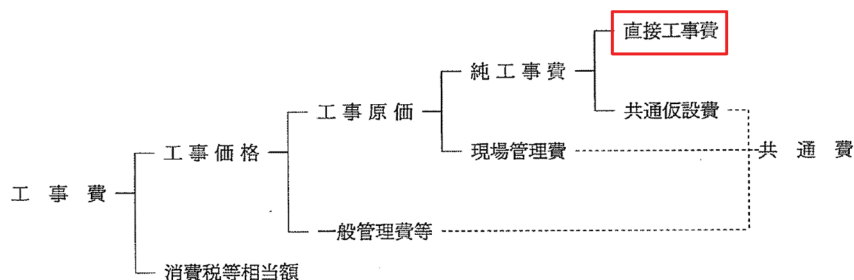 直接工事費
純工事費
工事原価
共通仮設費
工事価格
現場管理費
共通費
工事費
一般管理費等
消費税等相当額